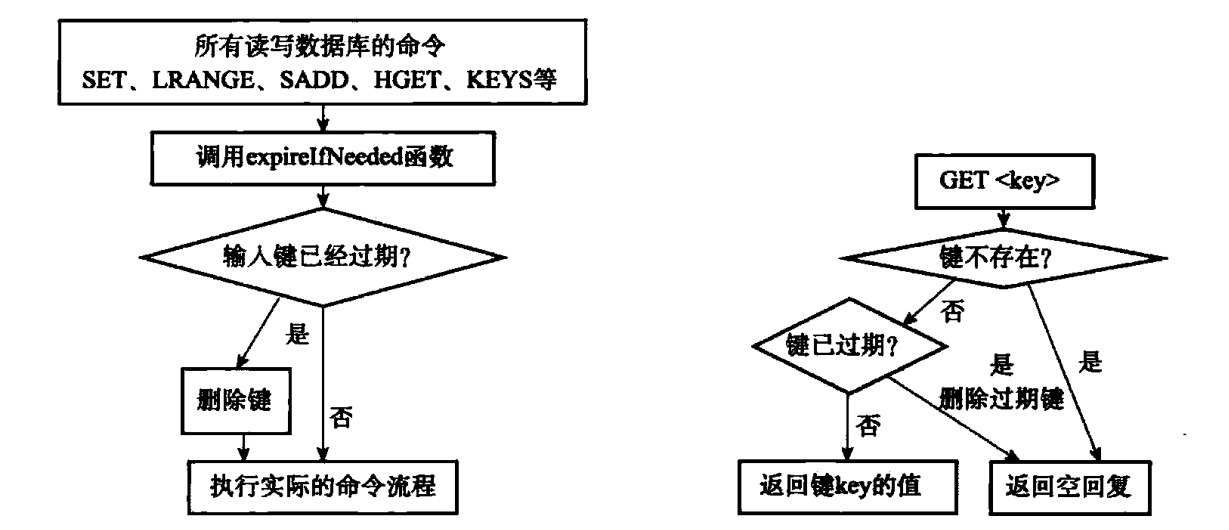 所有读写数据库的命令
SET、LRANGE、SADD、HGET、KEYS等
调用expireIfNeeded函数
输入键已经过期?
是
删除键
否
执行实际的命令流程
GET <key>
键不存在?
否
键已过期?
是
删除过期键
是
否
返回键key的值
返回空回复